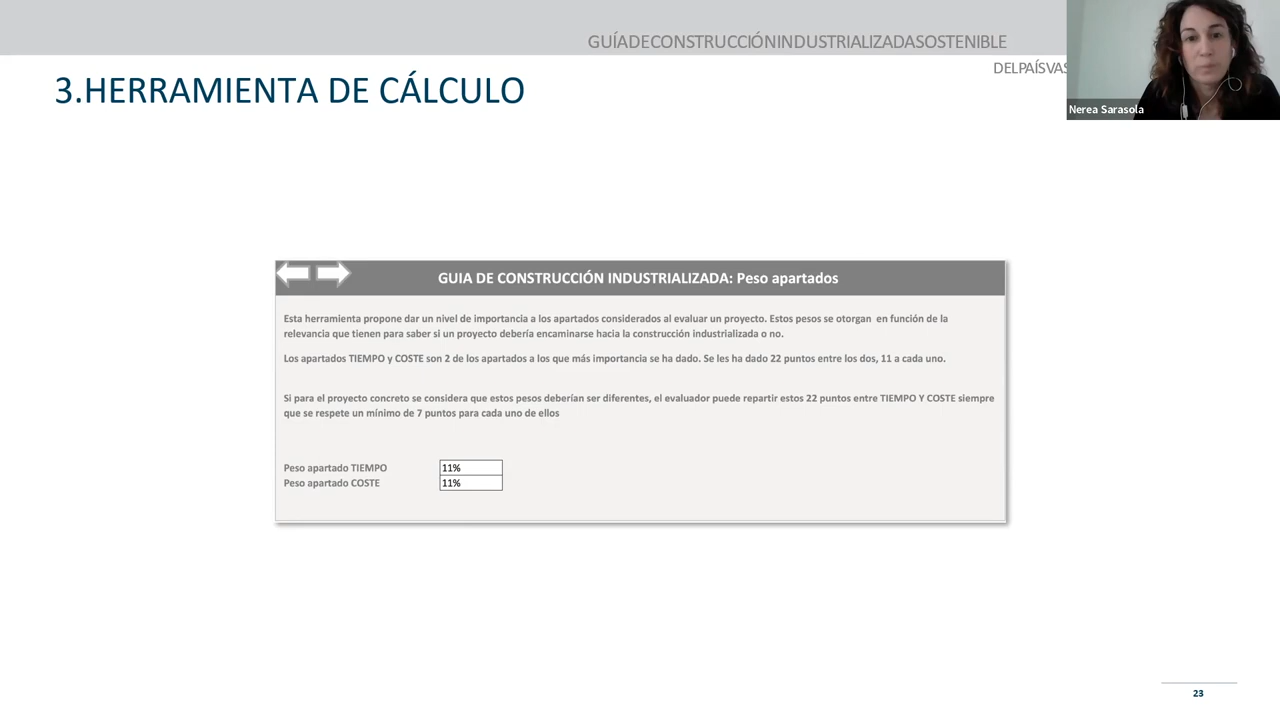 GUÍADECONSTRUCCIÓNINDUSTRIALIZADASOSTENIBLE
DELPAÍSVAS
3.HERRAMIENTA DE CÁLCULO
Nerea Sarasola
GUIA DE CONSTRUCCIÓN INDUSTRIALIZADA: Peso apartados
Esta herramienta propone dar un nivel de importancia a los apartados considerados al evaluar un proyecto. Estos pesos se otorgan en función de la
relevancia que tienen para saber si un proyecto debería encaminarse hacia la construcción industrializada o no.
Los apartados TIEMPO y COSTE son 2 de los apartados a los que más importancia se ha dado. Se les ha dado 22 puntos entre los dos, 11 a cada uno.
Si para el proyecto concreto se considera que estos pesos deberían ser diferentes, el evaluador puede repartir estos 22 puntos entre TIEMPO Y COSTE siempre
que se respete un mínimo de 7 puntos para cada uno de ellos
Peso apartado TIEMPO 11%
Peso apartado COSTE 11%
23